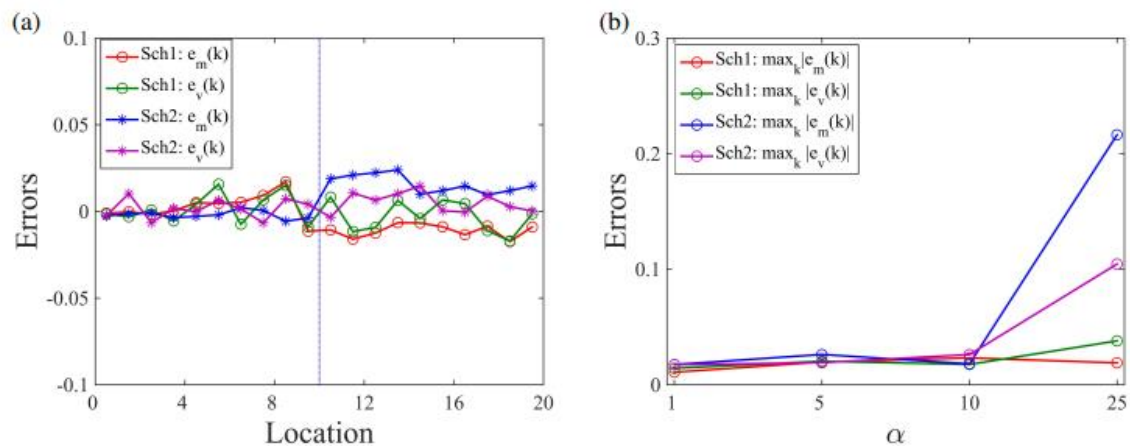 (a)
0.1
0.05
0
-0.05
-0.1
Errors
Sch1: e_m(k)
Sch1: e_v(k)
Sch2: e_m(k)
Sch2: e_v(k)
0 4 8 12 16 20
Location
(b)
0.3
0.2
0.1
0
Errors
Sch1: max_k|e_m(k)|
Sch1: max_k |e_v(k)|
Sch2: max_k |e_m(k)|
Sch2: max_k |e_v(k)|
1 5 10 25
α